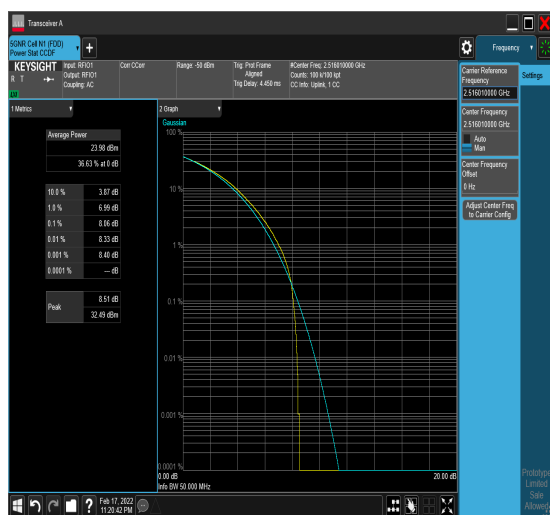 Transceiver A
5GNR Cell N1 (FDD)
Power Stat CCDF
Frequency
KEYSIGHT
R T
Input: RFIO1
Output: RFIO1
Coupling: AC
Corr CCorr
Range: -50 dBm
Trig: Prot Frame
Aligned
Trig Delay: 4.450 ms
#Center Freq: 2.516010000 GHz
Counts: 100 k/100 kpt
CC Info: Uplink, 1 CC
1 Metrics
Average Power
23.98 dBm
36.63 % at 0 dB
10.0 % 3.87 dB
1.0 % 6.99 dB
0.1 % 8.06 dB
0.01 % 8.33 dB
0.001 % 8.40 dB
0.0001 % --- dB
Peak
8.51 dB
32.49 dBm
2 Graph
Gaussian
100 %
10 %
1 %
0.1 %
0.01 %
0.001 %
0.0001 %
0.00 dB
20.00 dB
Info BW 50.000 MHz
Carrier Reference
Frequency
2.516010000 GHz
Center Frequency
2.516010000 GHz
Auto
Man
Center Frequency
Offset
0 Hz
Adjust Center Freq
to Carrier Config
Settings
Prototype
Limited
Sale
Allowed
Feb 17, 2022
11:20:42 PM